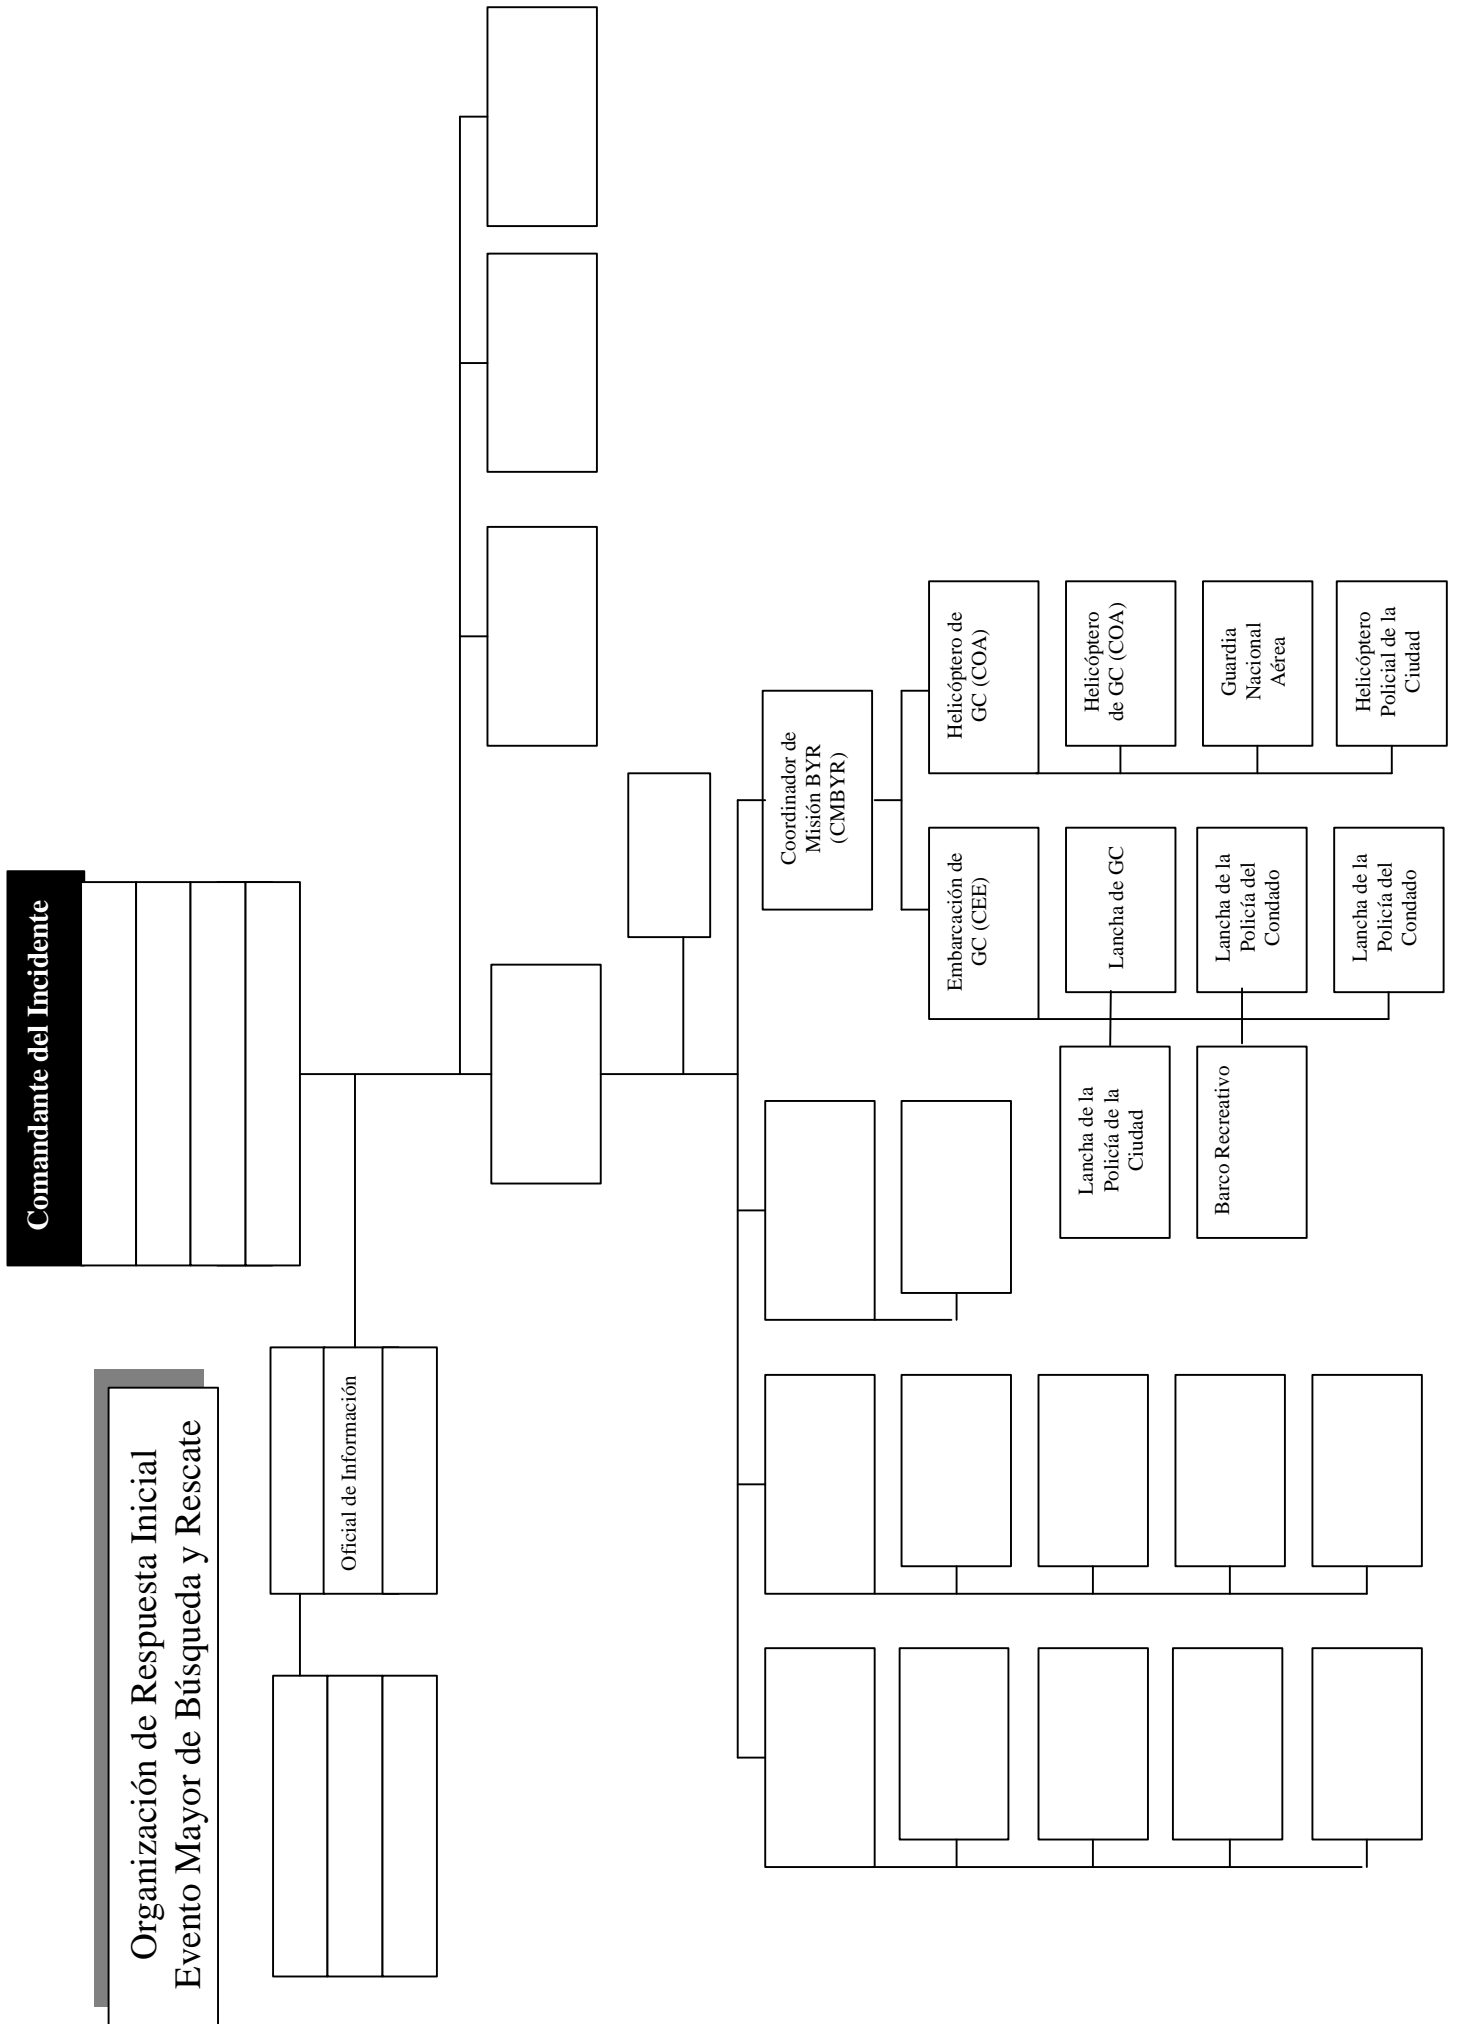 Organización de Respuesta Inicial
Evento Mayor de Búsqueda y Rescate
Comandante del Incidente
Oficial de Información
Coordinador de
Misión BYR
(CMBYR)
Embarcación de
GC (CEE)
Helicóptero de
GC (COA)
Lancha de la
Policía de la
Ciudad
Lancha de GC
Helicóptero
de GC (COA)
Barco Recreativo
Lancha de la
Policía del
Condado
Guardia
Nacional
Aérea
Lancha de la
Policía del
Condado
Helicóptero
Policial de la
Ciudad